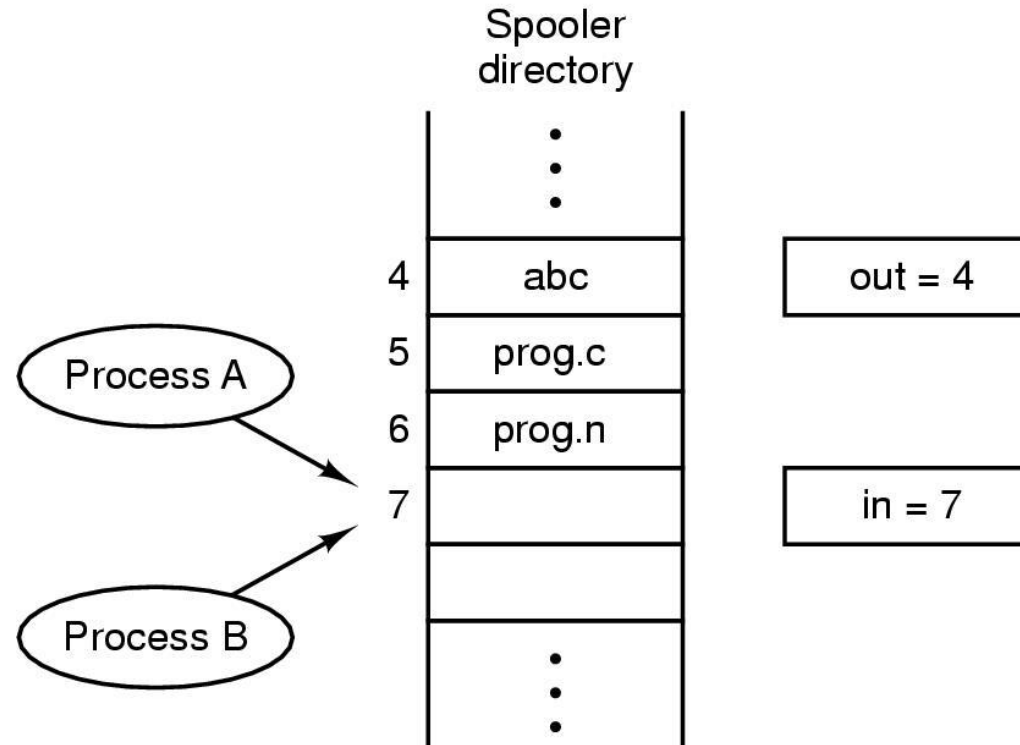 Spooler
directory
4
abc
out = 4
Process A
5
prog.c
6
prog.n
7
in = 7
Process B